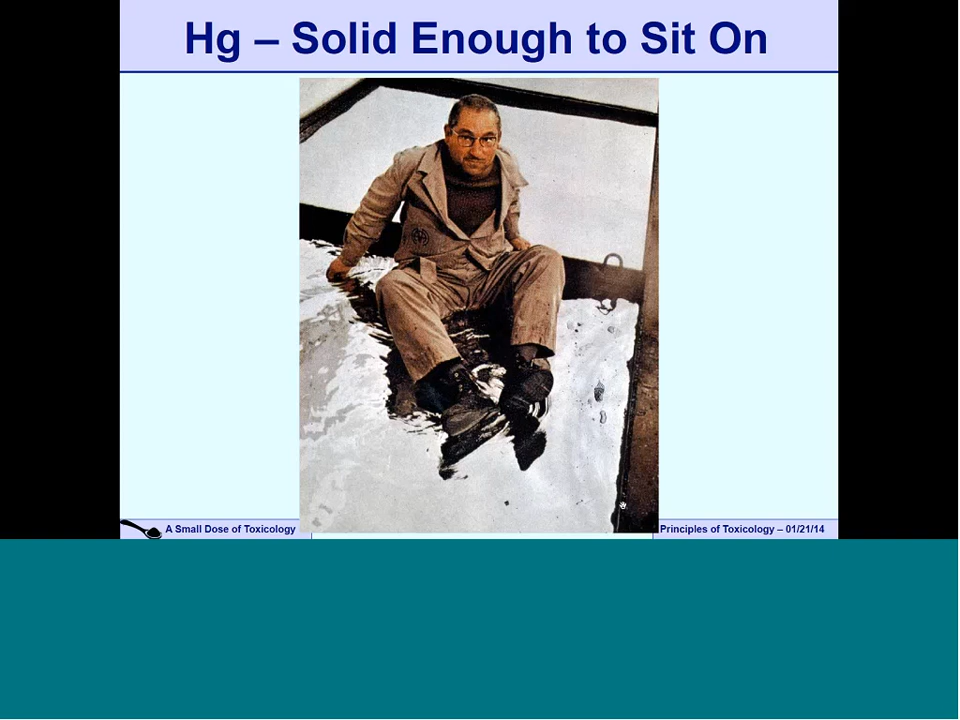 Hg – Solid Enough to Sit On
A Small Dose of Toxicology
Principles of Toxicology – 01/21/14